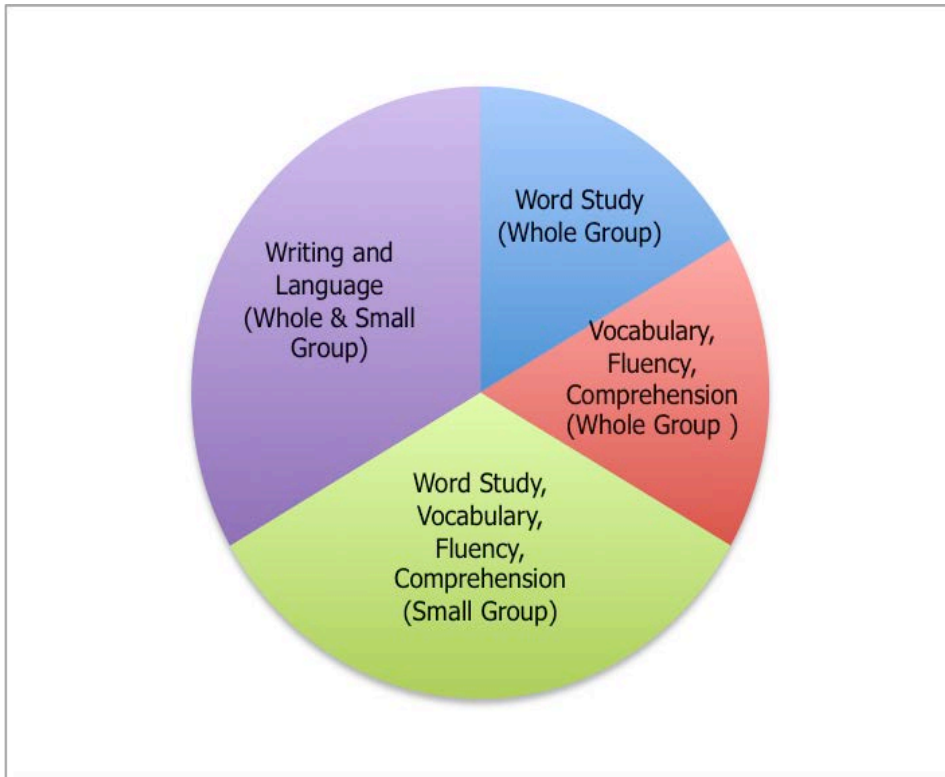 Word Study
(Whole Group)
Vocabulary,
Fluency,
Comprehension
(Whole Group )
Word Study,
Vocabulary,
Fluency,
Comprehension
(Small Group)
Writing and
Language
(Whole & Small
Group)